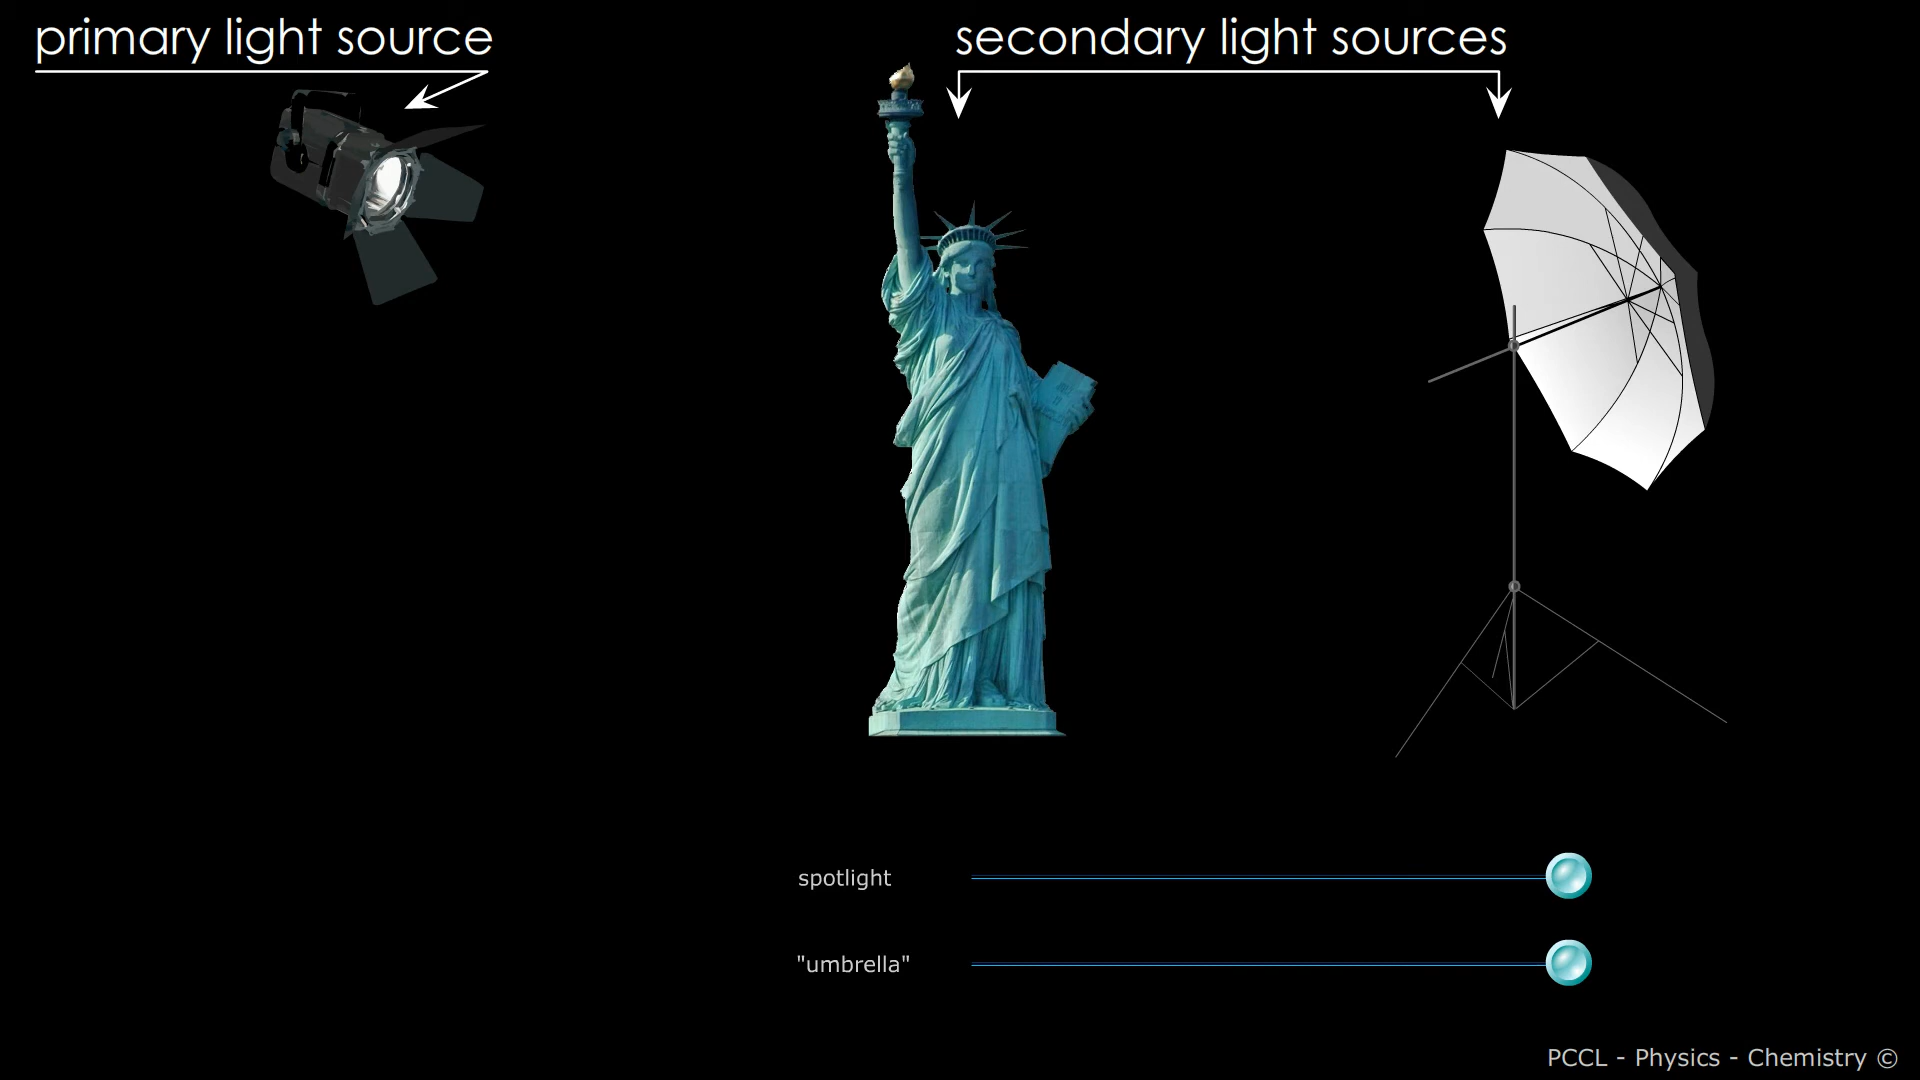 primary light source
secondary light sources
spotlight
"umbrella"
PCCL - Physics - Chemistry ©